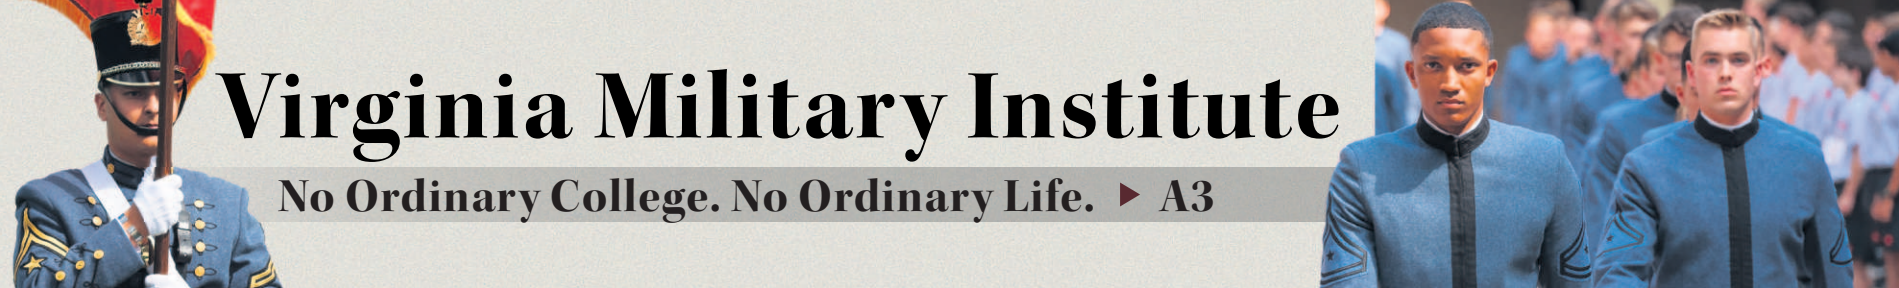 Virginia Military Institute
No Ordinary College. No Ordinary Life. ▶ A3